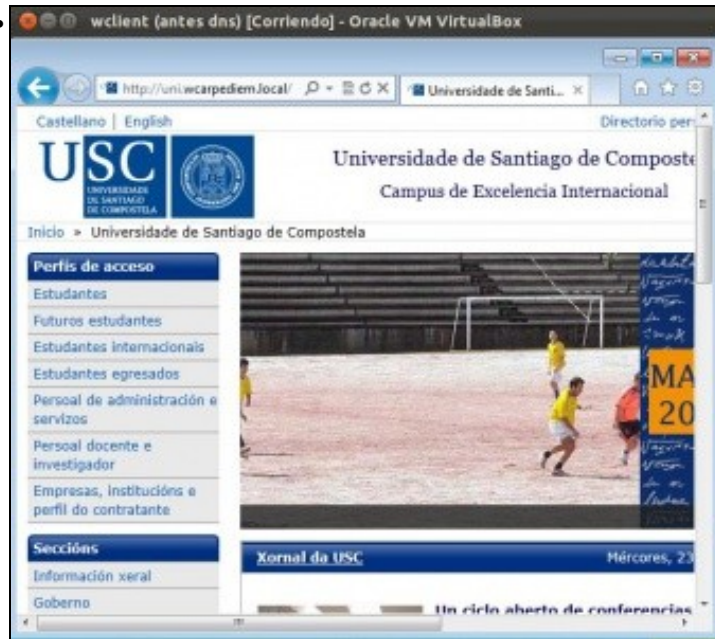 wclient (antes dns) [Corriendo] - Oracle VM VirtualBox
http://uni.wcarpediem.local/
Universidade de Santi...
Castellano | English
Directorio per
USC
UNIVERSIDADE
DE SANTIAGO
DE COMPOSTELA
Universidade de Santiago de Composte
Campus de Excelencia Internacional
Inicio » Universidade de Santiago de Compostela
Perfís de acceso
Estudantes
Futuros estudantes
Estudantes internacionais
Estudantes egresados
Persoal de administración e
servizos
Persoal docente e
investigador
Empresas, institucións e
perfil do contratante
MA
20
Seccións
Información xeral
Goberno
Xornal da USC
Mércores, 23
Un ciclo aberto de conferencias